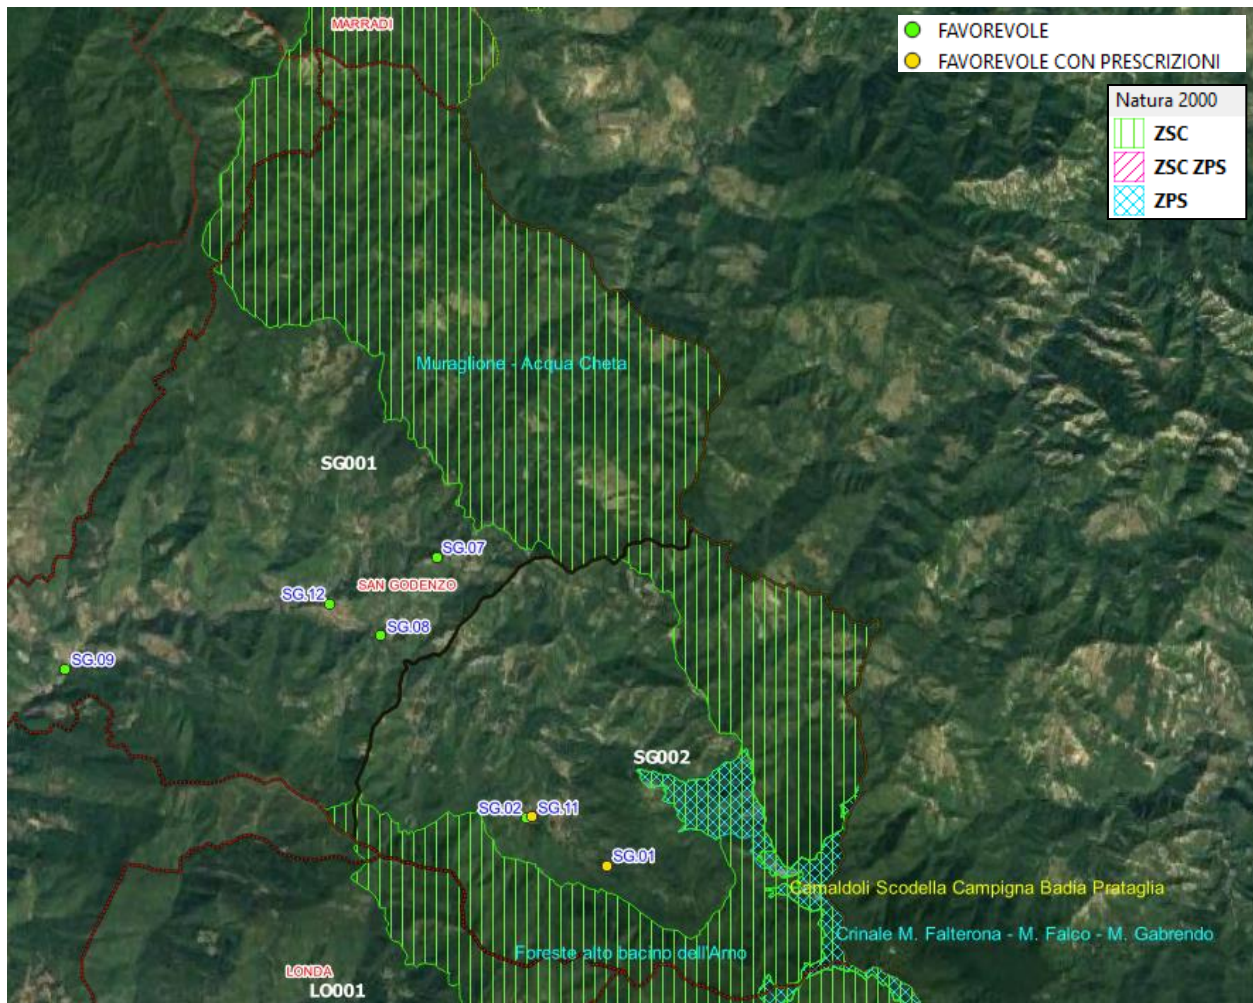 MARRADI
FAVOREVOLE
FAVOREVOLE CON PRESCRIZIONI
Natura 2000
ZSC
ZSC ZPS
ZPS
Muraglione - Acqua Cheta
SG001
SG.07
SAN GODENZO
SG.12
SG.08
SG.09
SG002
SG.02
SG.11
SG.01
Camaldoli Scodella Campigna Badia Prataglia
Crinale M. Falterona - M. Falco - M. Gabrendo
Foreste alto bacino dell'Arno
LONDA
LO001